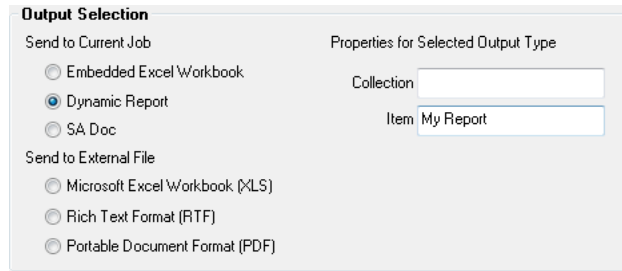 Output Selection
Send to Current Job
Embedded Excel Workbook
Dynamic Report
SA Doc
Send to External File
Microsoft Excel Workbook (XLS)
Rich Text Format (RTF)
Portable Document Format (PDF)
Properties for Selected Output Type
Collection
Item My Report